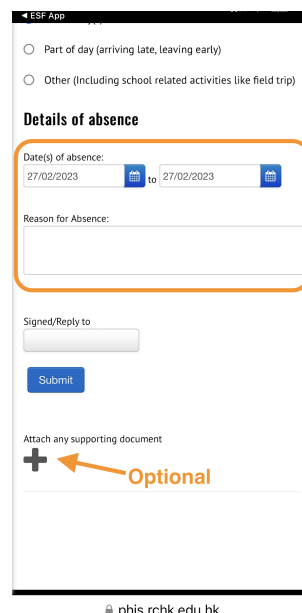 ◄ ESF App
Part of day (arriving late, leaving early)
Other (Including school related activities like field trip)
Details of absence
Date(s) of absence:
27/02/2023 to 27/02/2023
Reason for Absence:
Signed/Reply to
Submit
Attach any supporting document
Optional
phis.rchk.edu.hk